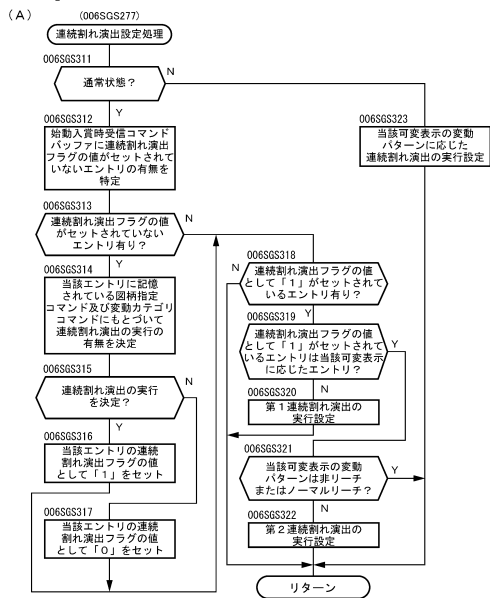 (A)
(006SGS277)
連続割れ演出設定処理
006SGS311
通常状態?
N
Y
006SGS312
始動入賞時受信コマンド
バッファに連続割れ演出
フラグの値がセットされて
いないエントリの有無を
特定
006SGS313
連続割れ演出フラグの値
がセットされていない
エントリ有り?
N
Y
006SGS314
当該エントリに記憶
されている図柄指定
コマンド及び変動カテゴリ
コマンドにもとづいて
連続割れ演出の実行の
有無を決定
006SGS315
連続割れ演出の実行
を決定?
N
Y
006SGS316
当該エントリの連続
割れ演出フラグの値
として「1」をセット
006SGS317
当該エントリの連続
割れ演出フラグの値
として「0」をセット
006SGS318
連続割れ演出フラグの値
として「1」がセットされて
いるエントリ有り?
N
Y
006SGS319
連続割れ演出フラグの値
として「1」がセットされて
いるエントリは当該可変表示
に応じたエントリ?
Y
N
006SGS320
第1連続割れ演出の
実行設定
006SGS321
当該可変表示の変動
パターンは非リーチ
またはノーマルリーチ?
Y
N
006SGS322
第2連続割れ演出の
実行設定
006SGS323
当該可変表示の変動
パターンに応じた
連続割れ演出の実行設定
リターン